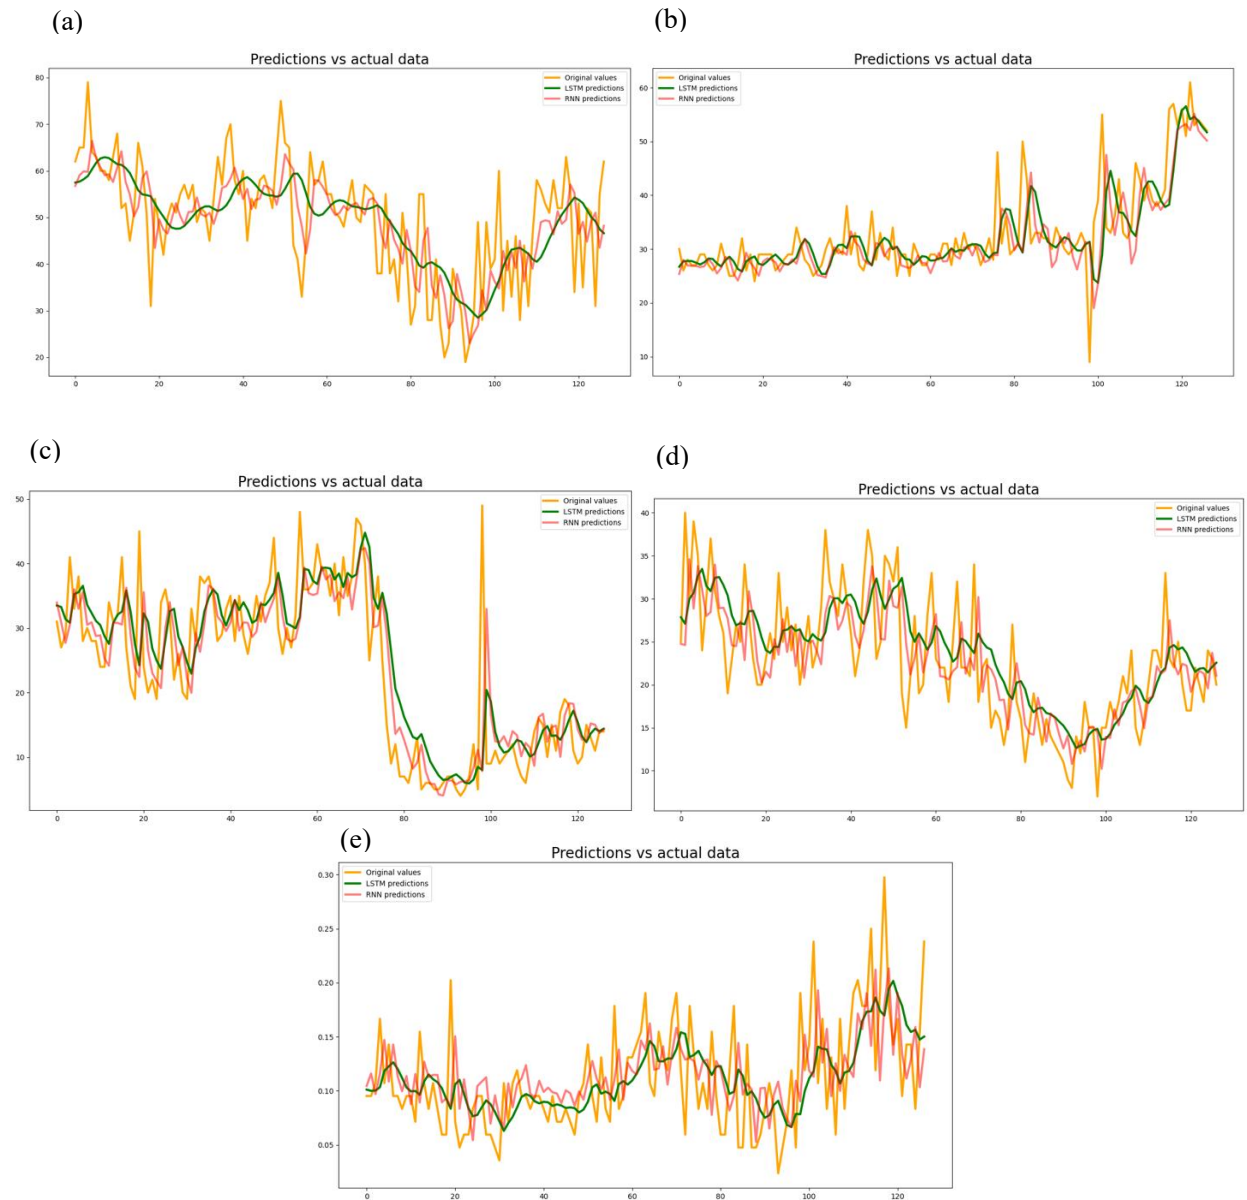 (a)
Predictions vs actual data
Original values
LSTM predictions
RNN predictions
80
70
60
50
40
30
20
0 20 40 60 80 100 120
(b)
Predictions vs actual data
Original values
LSTM predictions
RNN predictions
60
50
40
30
20
10
0 20 40 60 80 100 120
(c)
Predictions vs actual data
Original values
LSTM predictions
RNN predictions
50
40
30
20
10
0 20 40 60 80 100 120
(d)
Predictions vs actual data
Original values
LSTM predictions
RNN predictions
40
35
30
25
20
15
10
0 20 40 60 80 100 120
(e)
Predictions vs actual data
Original values
LSTM predictions
RNN predictions
0.30
0.25
0.20
0.15
0.10
0.05
0 20 40 60 80 100 120